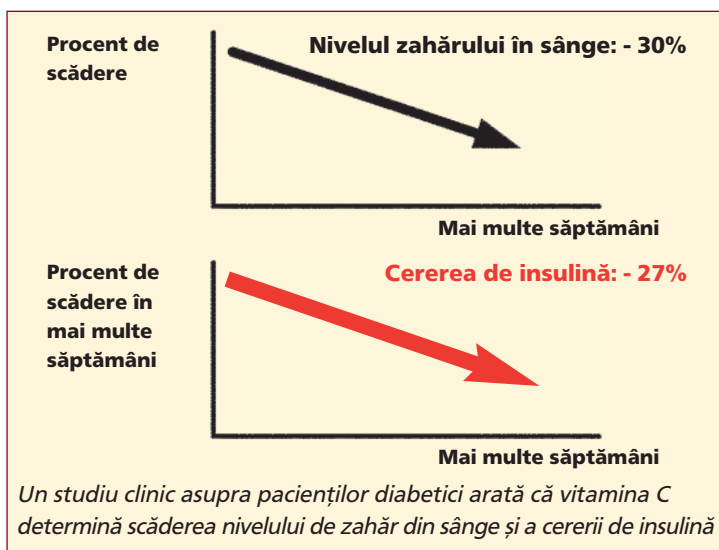 Procent de
scădere
Nivelul zahărului în sânge: - 30%
Mai multe săptămâni
Procent de
scădere în
mai multe
săptămâni
Cererea de insulină: - 27%
Mai multe săptămâni
Un studiu clinic asupra pacienților diabetici arată că vitamina C
determină scăderea nivelului de zahăr din sânge și a cererii de insulină